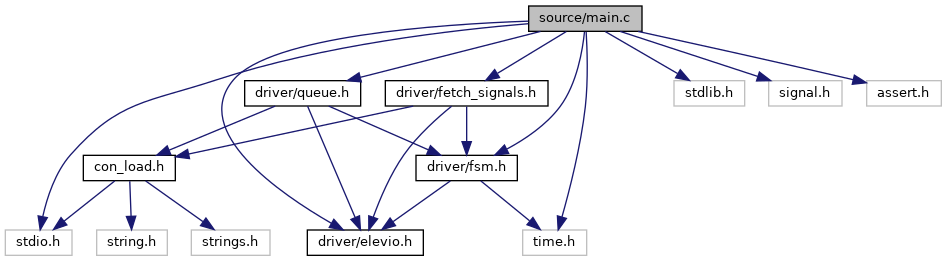 source/main.c
driver/queue.h
driver/fetch_signals.h
stdlib.h
signal.h
assert.h
con_load.h
driver/fsm.h
stdio.h
string.h
strings.h
driver/elevio.h
time.h